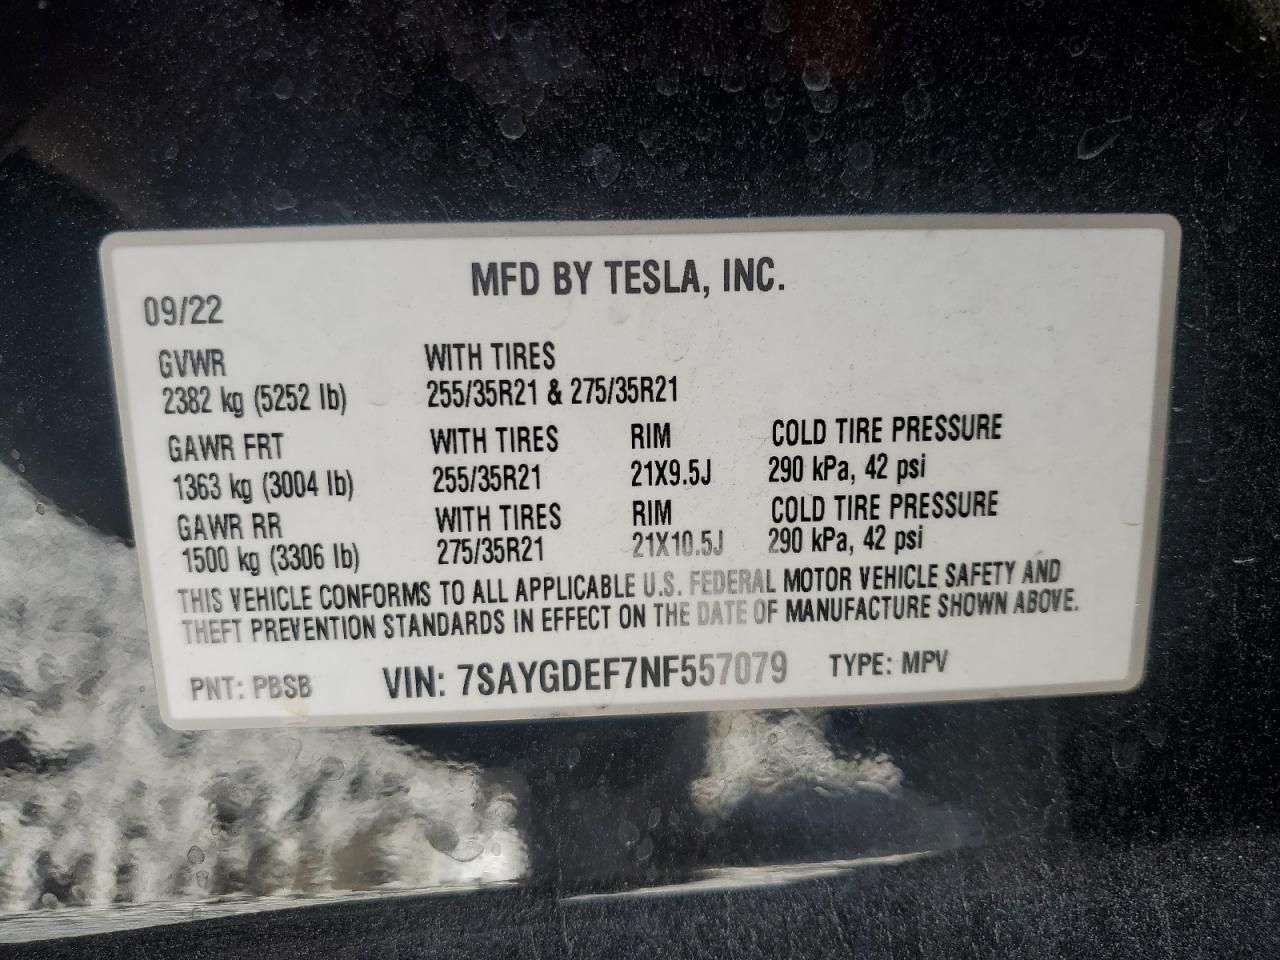 MFD BY TESLA, INC.
09/22
GVWR WITH TIRES
2382 kg (5252 lb) 255/35R21 & 275/35R21
GAWR FRT WITH TIRES RIM COLD TIRE PRESSURE
1363 kg (3004 lb) 255/35R21 21X9.5J 290 kPa, 42 psi
GAWR RR WITH TIRES RIM COLD TIRE PRESSURE
1500 kg (3306 lb) 275/35R21 21X10.5J 290 kPa, 42 psi
THIS VEHICLE CONFORMS TO ALL APPLICABLE U.S. FEDERAL MOTOR VEHICLE SAFETY AND
THEFT PREVENTION STANDARDS IN EFFECT ON THE DATE OF MANUFACTURE SHOWN ABOVE.
PNT: PBSB VIN: 7SAYGDEF7NF557079 TYPE: MPV